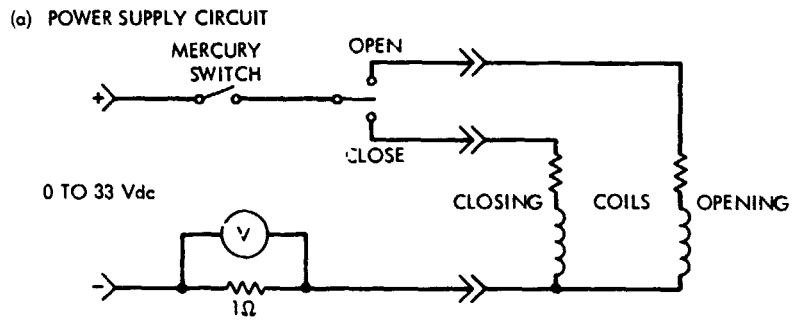 (a) POWER SUPPLY CIRCUIT
MERCURY
SWITCH
OPEN
+
CLOSE
0 TO 33 Vdc
CLOSING COILS OPENING
V
-
1Ω